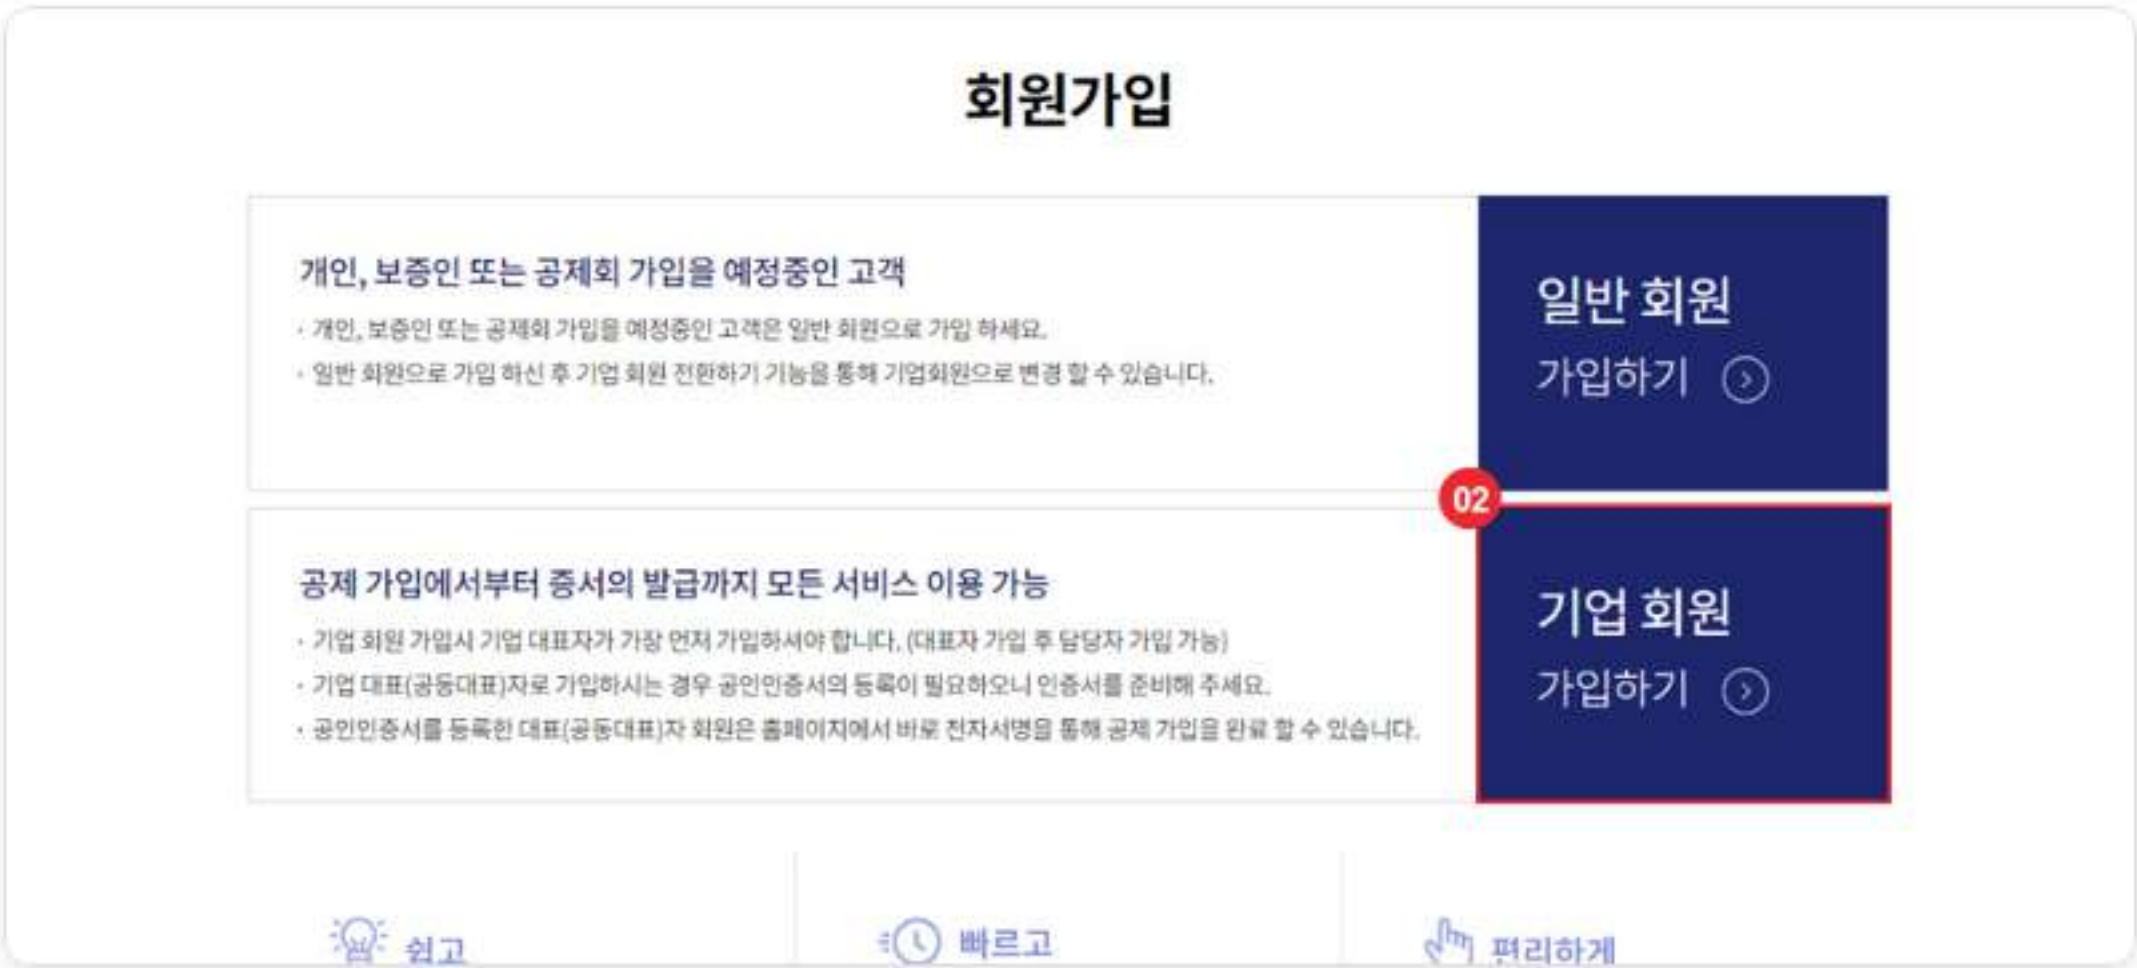 회원가입
개인, 보증인 또는 공제회 가입을 예정중인 고객
· 개인, 보증인 또는 공제회 가입을 예정중인 고객은 일반 회원으로 가입 하세요.
· 일반 회원으로 가입 하신 후 기업 회원 전환하기 기능을 통해 기업회원으로 변경 할 수 있습니다.
일반 회원
가입하기
02
공제 가입에서부터 증서의 발급까지 모든 서비스 이용 가능
· 기업 회원 가입시 기업 대표자가 가장 먼저 가입하셔야 합니다. (대표자 가입 후 담당자 가입 가능)
· 기업 대표(공동대표)자로 가입하시는 경우 공인인증서의 등록이 필요하오니 인증서를 준비해 주세요.
· 공인인증서를 등록한 대표(공동대표)자 회원은 홈페이지에서 바로 전자서명을 통해 공제 가입을 완료 할 수 있습니다.
기업 회원
가입하기
쉽고
빠르고
편리하게